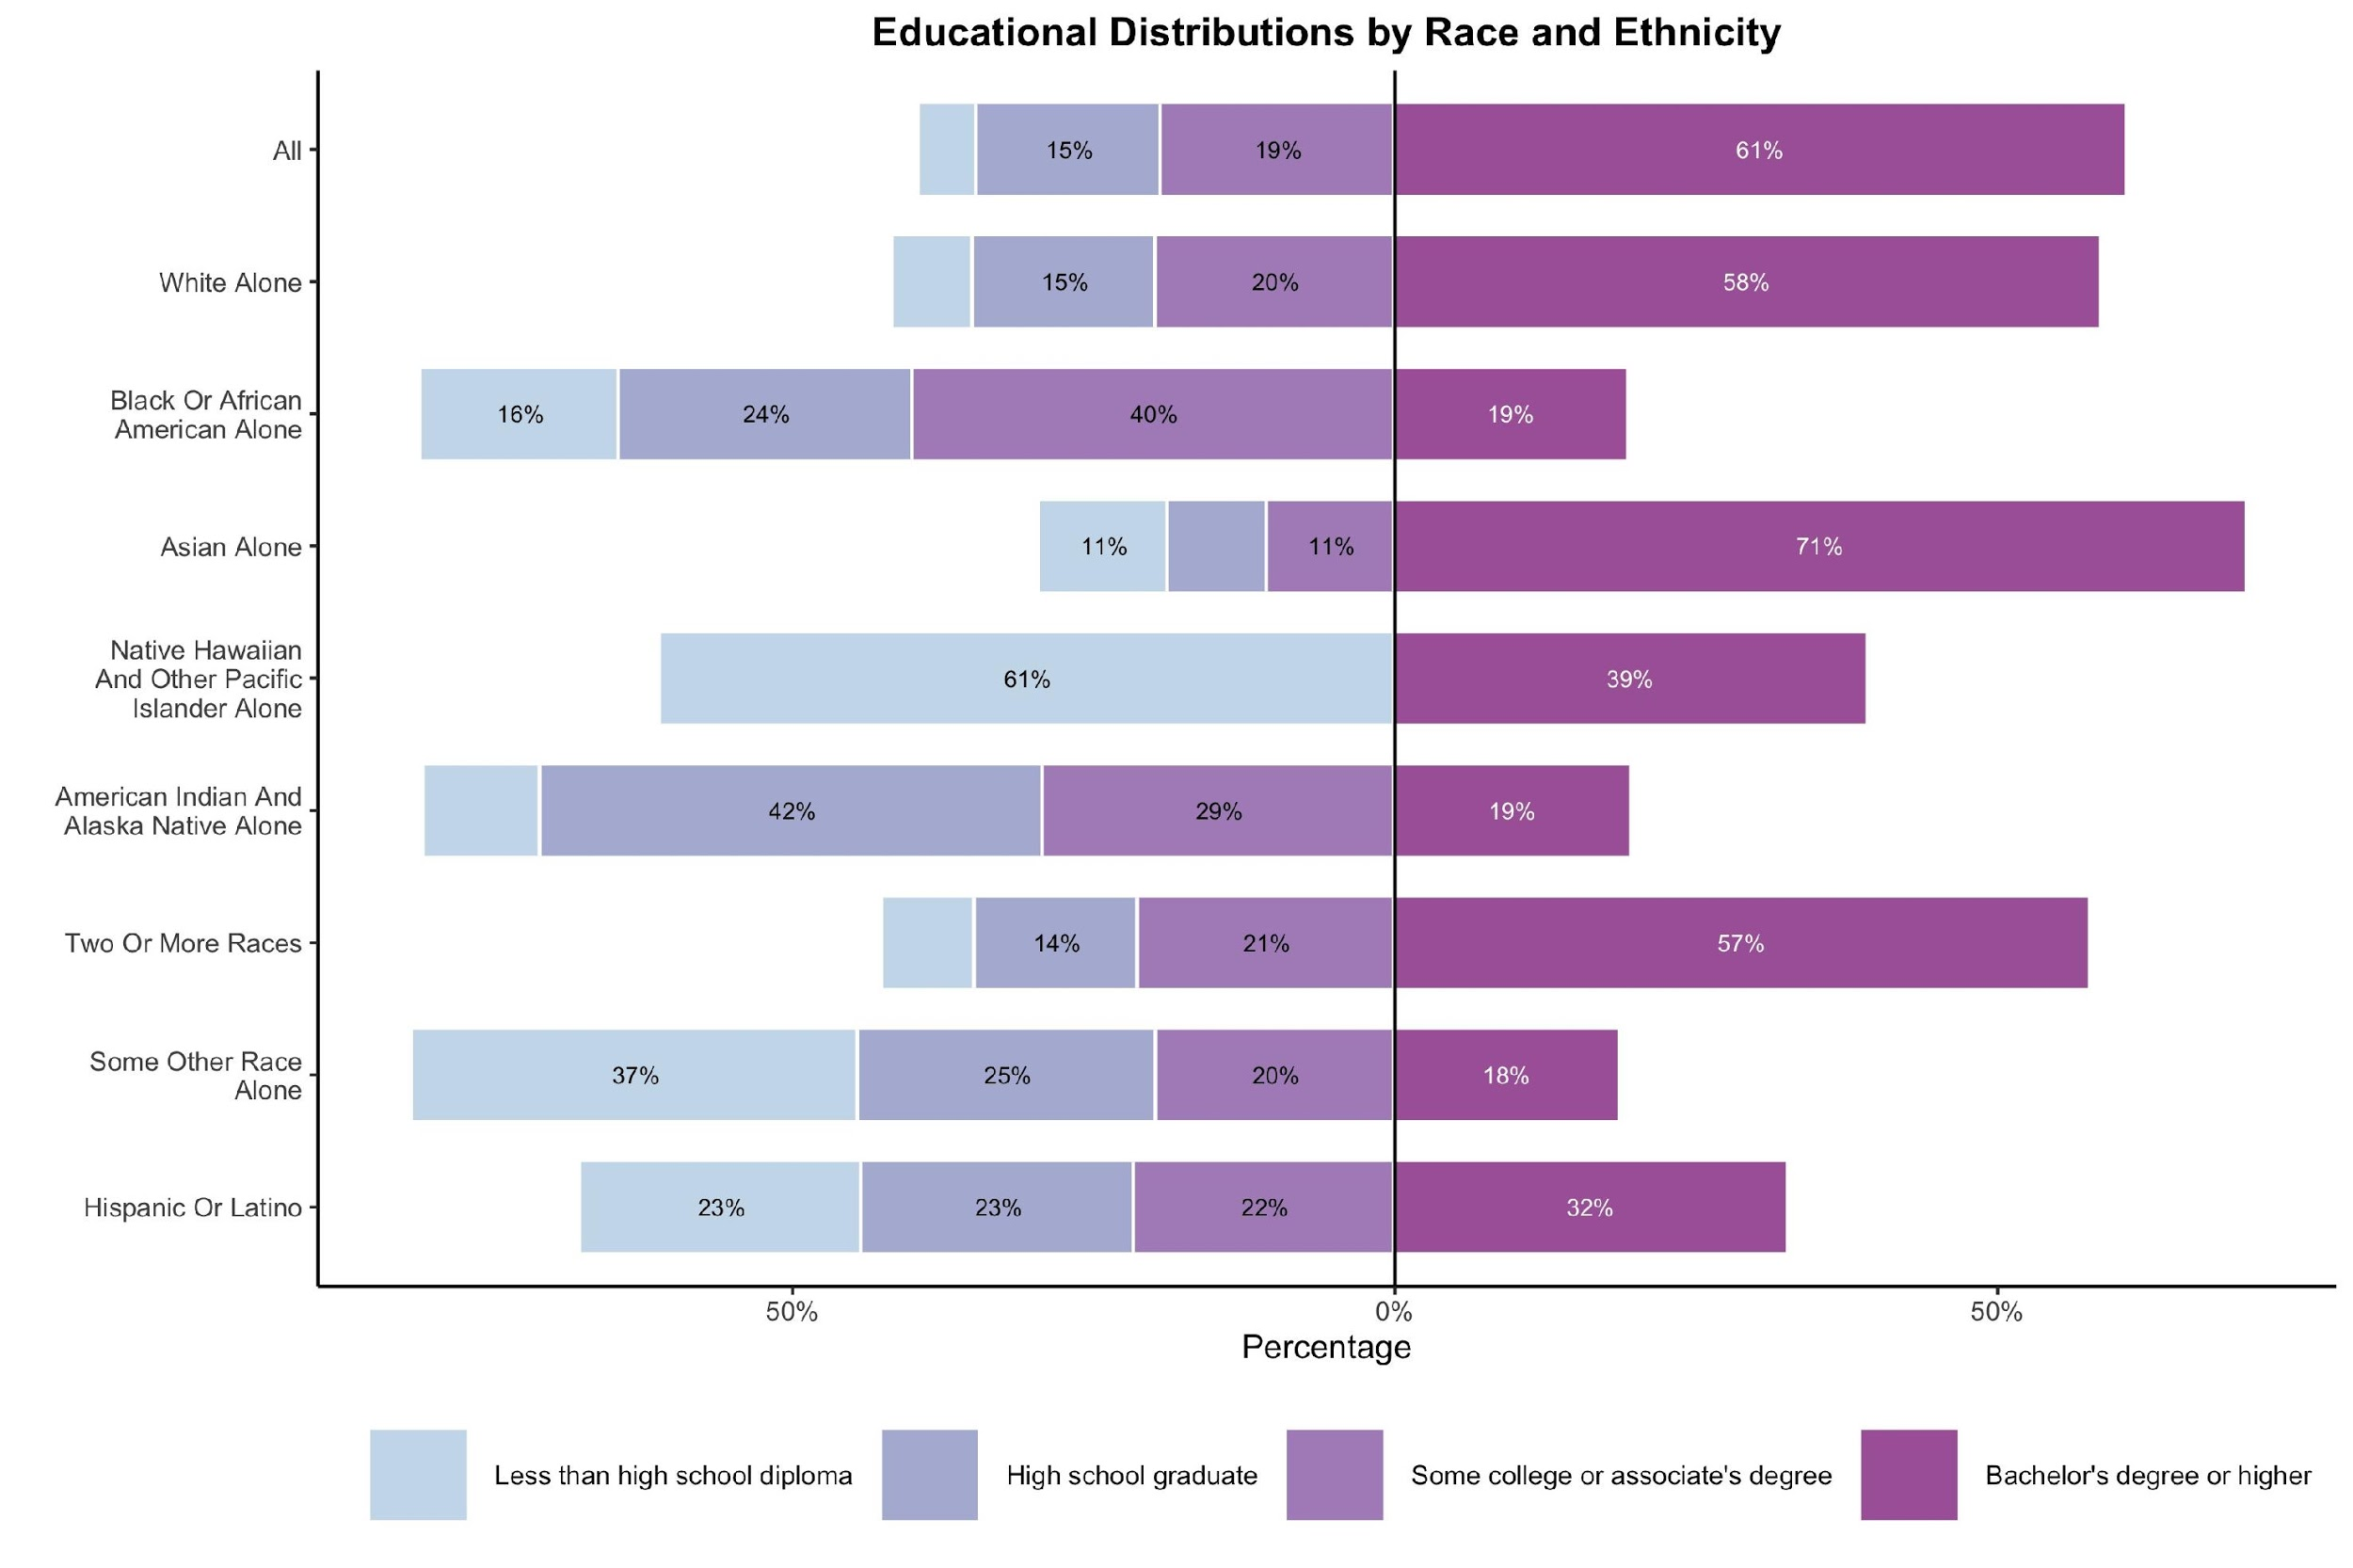 Educational Distributions by Race and Ethnicity
All
15%
19%
61%
White Alone
15%
20%
58%
Black Or African
American Alone
16%
24%
40%
19%
Asian Alone
11%
11%
71%
Native Hawaiian
And Other Pacific
Islander Alone
61%
39%
American Indian And
Alaska Native Alone
42%
29%
19%
Two Or More Races
14%
21%
57%
Some Other Race
Alone
37%
25%
20%
18%
Hispanic Or Latino
23%
23%
22%
32%
50%
0%
50%
Percentage
Less than high school diploma
High school graduate
Some college or associate's degree
Bachelor's degree or higher